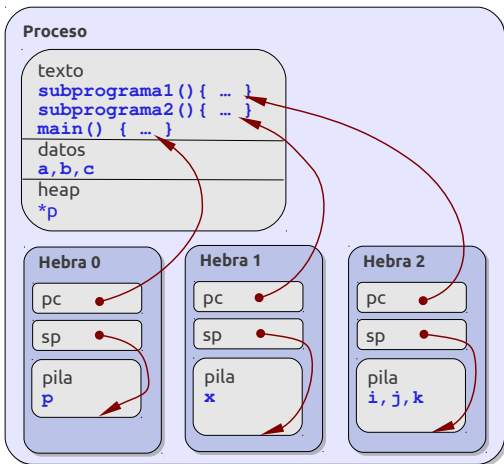 Proceso
texto
subprograma1(){ … }
subprograma2(){ … }
main() { … }
datos
a,b,c
heap
*p
Hebra 0
pc
sp
pila
p
Hebra 1
pc
sp
pila
x
Hebra 2
pc
sp
pila
i,j,k